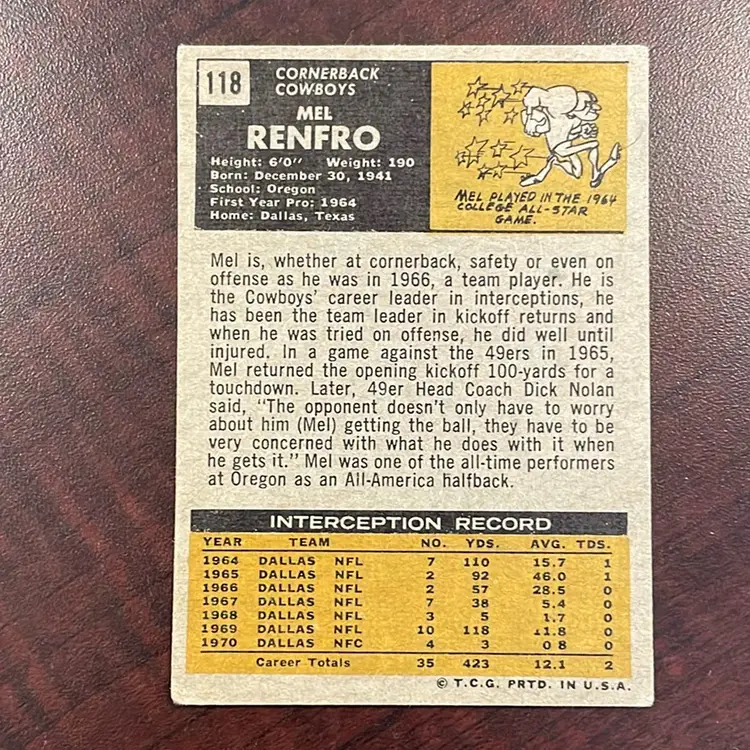 118
CORNERBACK
COWBOYS
MEL
RENFRO
Height: 6'0" Weight: 190
Born: December 30, 1941
School: Oregon
First Year Pro: 1964
Home: Dallas, Texas
MEL PLAYED IN THE 1964
COLLEGE ALL-STAR
GAME.
Mel is, whether at cornerback, safety or even on
offense as he was in 1966, a team player. He is
the Cowboys' career leader in interceptions, he
has been the team leader in kickoff returns and
when he was tried on offense, he did well until
injured. In a game against the 49ers in 1965,
Mel returned the opening kickoff 100-yards for a
touchdown. Later, 49er Head Coach Dick Nolan
said, "The opponent doesn't only have to worry
about him (Mel) getting the ball, they have to be
very concerned with what he does with it when
he gets it." Mel was one of the all-time performers
at Oregon as an All-America halfback.
INTERCEPTION RECORD
YEAR TEAM NO. YDS. AVG. TDS.
1964 DALLAS NFL 7 110 15.7 1
1965 DALLAS NFL 2 92 46.0 1
1966 DALLAS NFL 2 57 28.5 0
1967 DALLAS NFL 7 38 5.4 0
1968 DALLAS NFL 3 5 1.7 0
1969 DALLAS NFL 10 118 11.8 0
1970 DALLAS NFC 4 3 0 8 0
Career Totals 35 423 12.1 2
© T.C.G. PRTD. IN U.S.A.